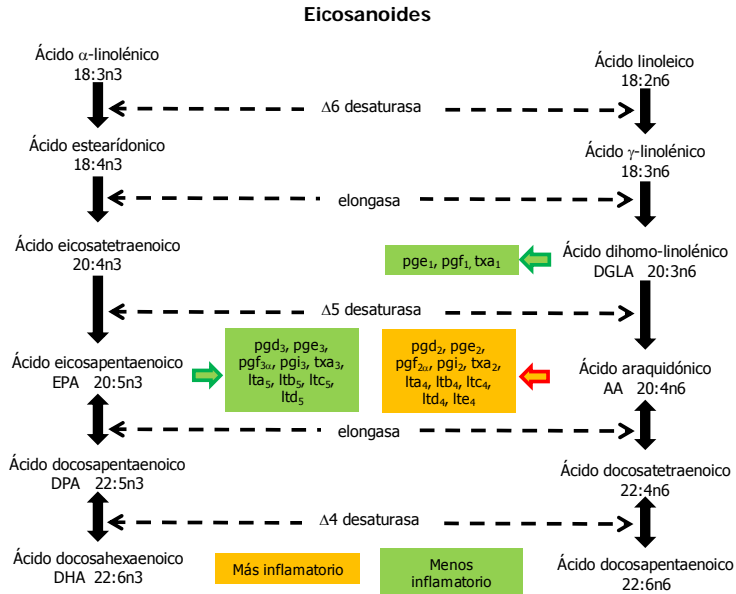 Eicosanoides
Ácido α-linolénico
18:3n3
Ácido linoleico
18:2n6
Δ6 desaturasa
Ácido estearídonico
18:4n3
Ácido γ-linolénico
18:3n6
elongasa
Ácido eicosatetraenoico
20:4n3
pge₁, pgf₁, txa₁
Ácido dihomo-linolénico
DGLA 20:3n6
Δ5 desaturasa
Ácido eicosapentaenoico
EPA 20:5n3
pgd₃, pge₃,
pgf₃α, pgi₃, txa₃,
lta₅, ltb₅, ltc₅,
ltd₅
pgd₂, pge₂,
pgf₂α, pgi₂, txa₂,
lta₄, ltb₄, ltc₄,
ltd₄, lte₄
Ácido araquidónico
AA 20:4n6
elongasa
Ácido docosapentaenoico
DPA 22:5n3
Ácido docosatetraenoico
22:4n6
Δ4 desaturasa
Ácido docosahexaenoico
DHA 22:6n3
Más inflamatorio
Menos
inflamatorio
Ácido docosapentaenoico
22:6n6